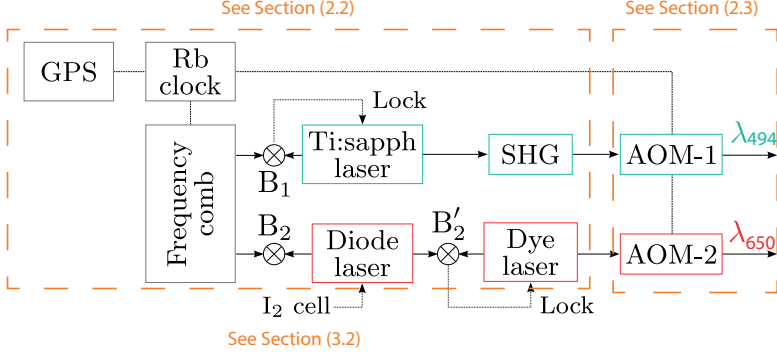 See Section (2.2)
See Section (2.3)
GPS
Rb
clock
Lock
Frequency
comb
B₁
Ti:sapph
laser
SHG
AOM-1
λ₄₉₄
B₂
Diode
laser
B₂′
Dye
laser
AOM-2
λ₆₅₀
I₂ cell
Lock
See Section (3.2)